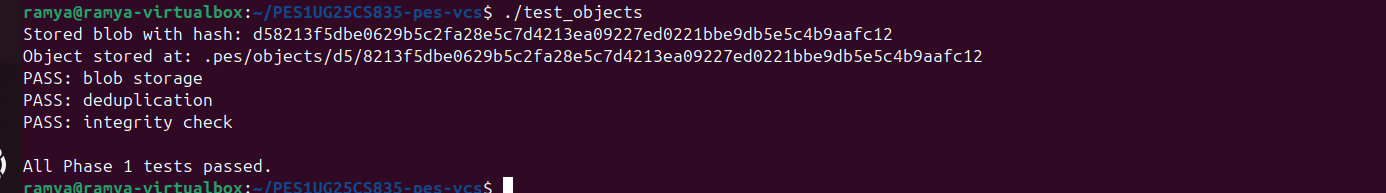 ramya@ramya-virtualbox:~/PES1UG25CS835-pes-vcs$ ./test_objects
Stored blob with hash: d58213f5dbe0629b5c2fa28e5c7d4213ea09227ed0221bbe9db5e5c4b9aafc12
Object stored at: .pes/objects/d5/8213f5dbe0629b5c2fa28e5c7d4213ea09227ed0221bbe9db5e5c4b9aafc12
PASS: blob storage
PASS: deduplication
PASS: integrity check
All Phase 1 tests passed.
ramya@ramya-virtualbox:~/PES1UG25CS835-pes-vcs$